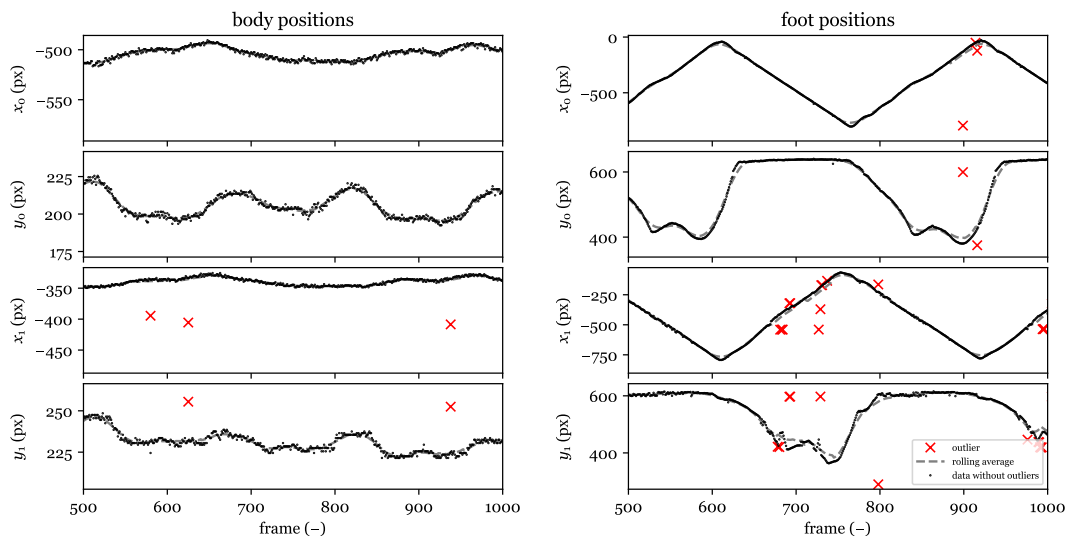 body positions
foot positions
−500
−550
x₀ (px)
0
−500
x₀ (px)
225
200
175
y₀ (px)
600
400
y₀ (px)
−350
−400
−450
x₁ (px)
−250
−500
−750
x₁ (px)
250
225
y₁ (px)
600
400
y₁ (px)
outlier
rolling average
data without outliers
500 600 700 800 900 1000
500 600 700 800 900 1000
frame (–)
frame (–)